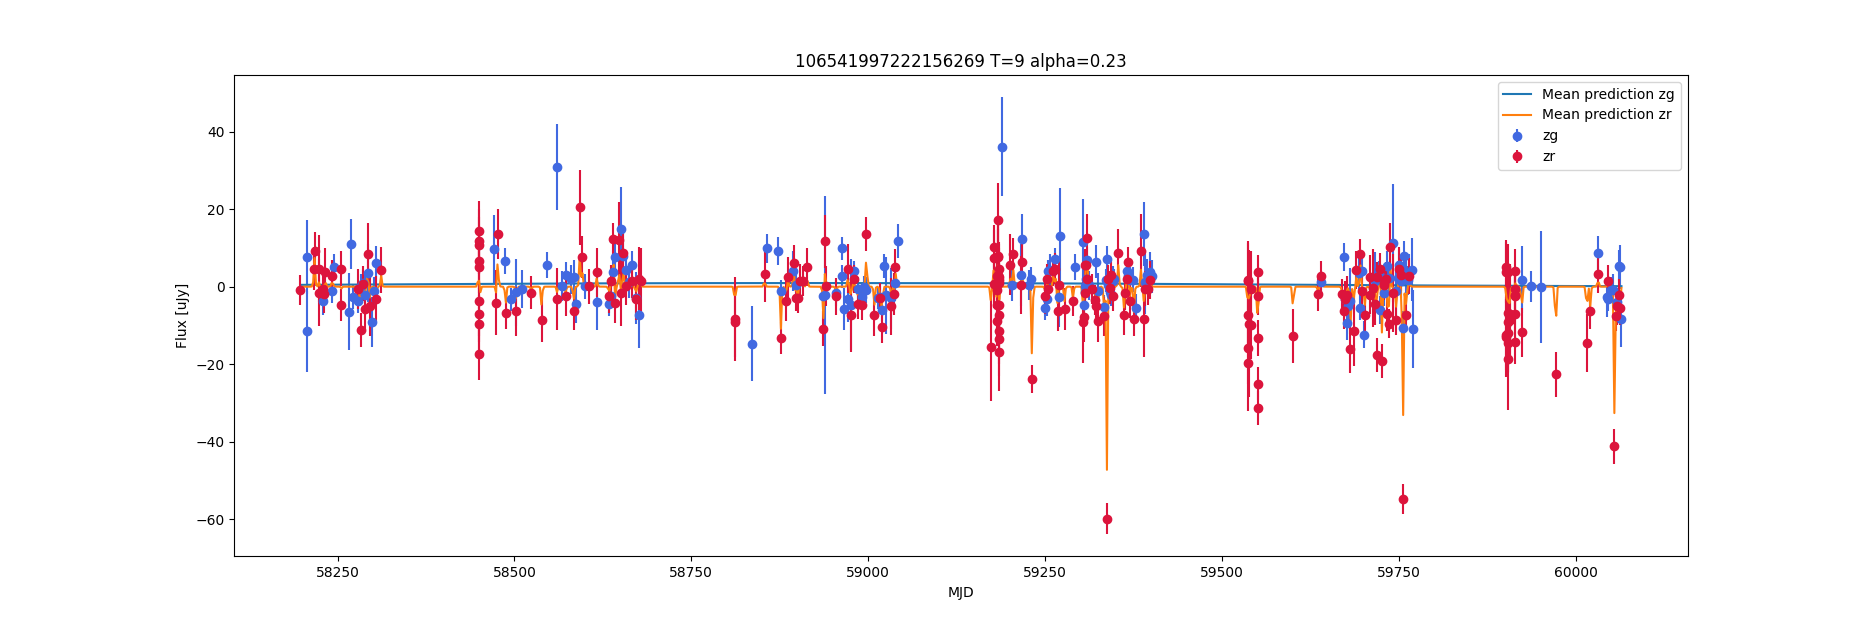 106541997222156269 T=9 alpha=0.23
Mean prediction zg
Mean prediction zr
zg
zr
Flux [uJy]
40
20
0
−20
−40
−60
58250
58500
58750
59000
59250
59500
59750
60000
MJD